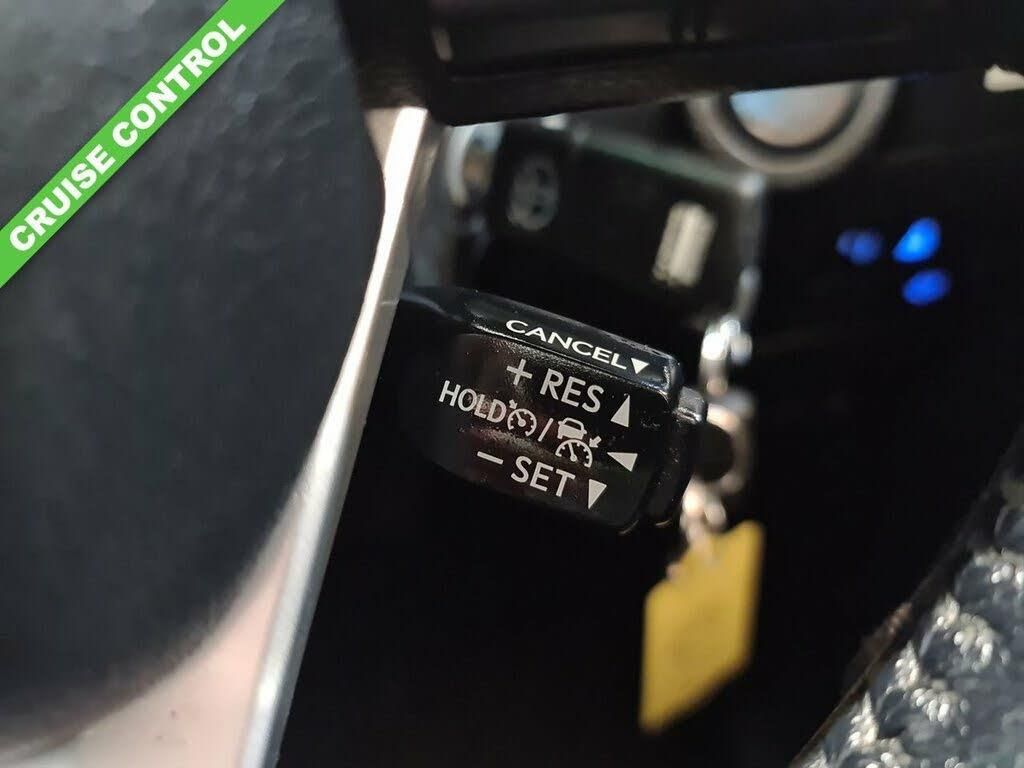 CRUISE CONTROL
CANCEL
+ RES
HOLD /
- SET